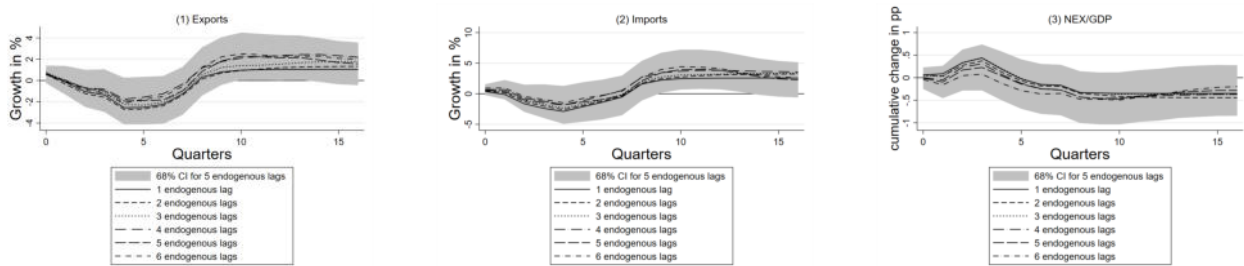 (1) Exports
Growth in %
4
2
0
-2
-4
0 5 10 15
Quarters
68% CI for 5 endogenous lags
1 endogenous lag
2 endogenous lags
3 endogenous lags
4 endogenous lags
5 endogenous lags
6 endogenous lags
(2) Imports
Growth in %
10
5
0
-5
0 5 10 15
Quarters
68% CI for 5 endogenous lags
1 endogenous lag
2 endogenous lags
3 endogenous lags
4 endogenous lags
5 endogenous lags
6 endogenous lags
(3) NEX/GDP
cumulative change in pp
1
.5
0
-.5
-1
0 5 10 15
Quarters
68% CI for 5 endogenous lags
1 endogenous lag
2 endogenous lags
3 endogenous lags
4 endogenous lags
5 endogenous lags
6 endogenous lags